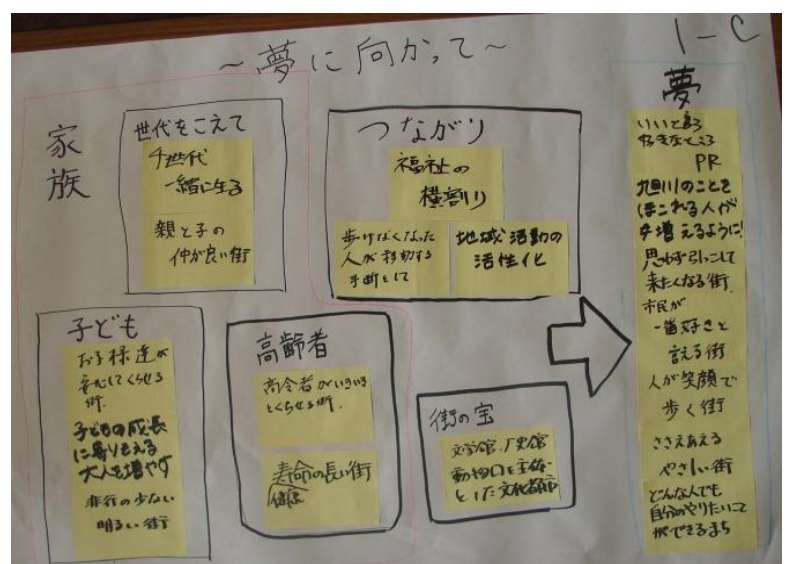 1-C
~夢に向かって~
家族
世代をこえて
一緒に生る
親と子の
仲が良い街
つながり
福祉の
横割り
歩けなくなった
人が移動する
手断として
地域活動の
活性化
子ども
お子様達が
安心してくらせる
街.
子どもの成長
に寄りそえる
大人を増やす
非行の少ない
明るい街
高齢者
高令者がいきいき
とくらせる街.
寿命の長い街
健康
街の宝
文学館.
動物園を主体
とした文化都市
夢
いいところ
好きなところ
PR
旭川のことを
ほこれる人が
増えるように!
思わず引っこして
来たくなる街.
市民が
一番好きと
言える街
人が笑顔で
歩く街
ささえあえる
やさしい街
どんな人でも
自分のやりたいこと
ができるまち